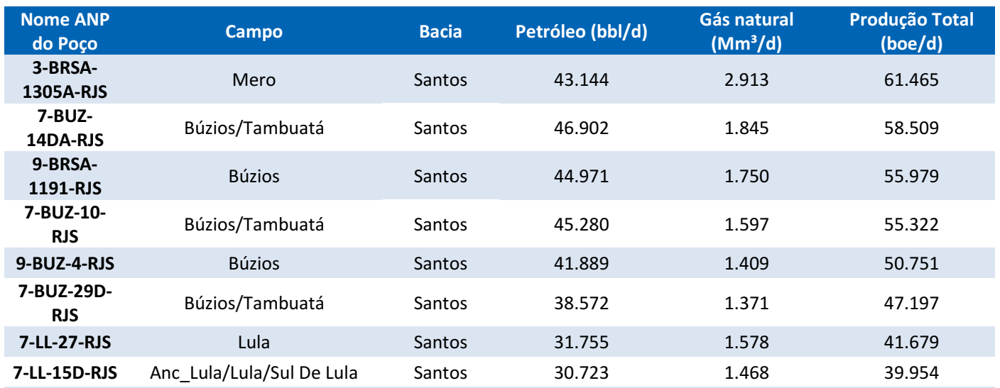 Nome ANP do Poço Campo Bacia Petróleo (bbl/d) Gás natural (Mm³/d) Produção Total (boe/d)
3-BRSA-1305A-RJS Mero Santos 43.144 2.913 61.465
7-BUZ-14DA-RJS Búzios/Tambuatá Santos 46.902 1.845 58.509
9-BRSA-1191-RJS Búzios Santos 44.971 1.750 55.979
7-BUZ-10-RJS Búzios/Tambuatá Santos 45.280 1.597 55.322
9-BUZ-4-RJS Búzios Santos 41.889 1.409 50.751
7-BUZ-29D-RJS Búzios/Tambuatá Santos 38.572 1.371 47.197
7-LL-27-RJS Lula Santos 31.755 1.578 41.679
7-LL-15D-RJS Anc_Lula/Lula/Sul De Lula Santos 30.723 1.468 39.954